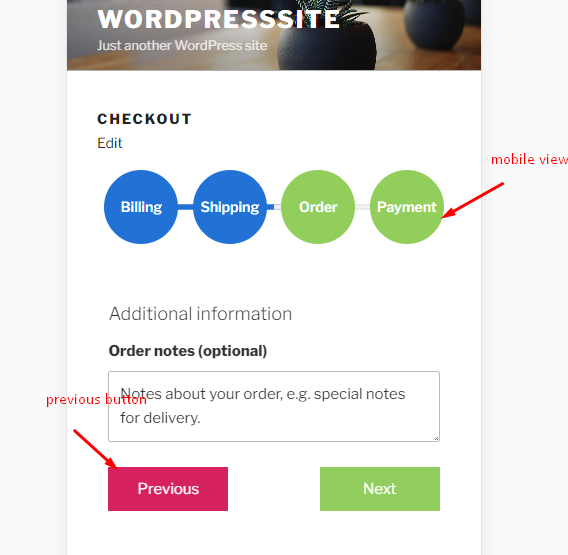 WORDPRESSSITE
Just another WordPress site
CHECKOUT
Edit
mobile view
Billing
Shipping
Order
Payment
Additional information
Order notes (optional)
previous button
Notes about your order, e.g. special notes
for delivery.
Previous
Next